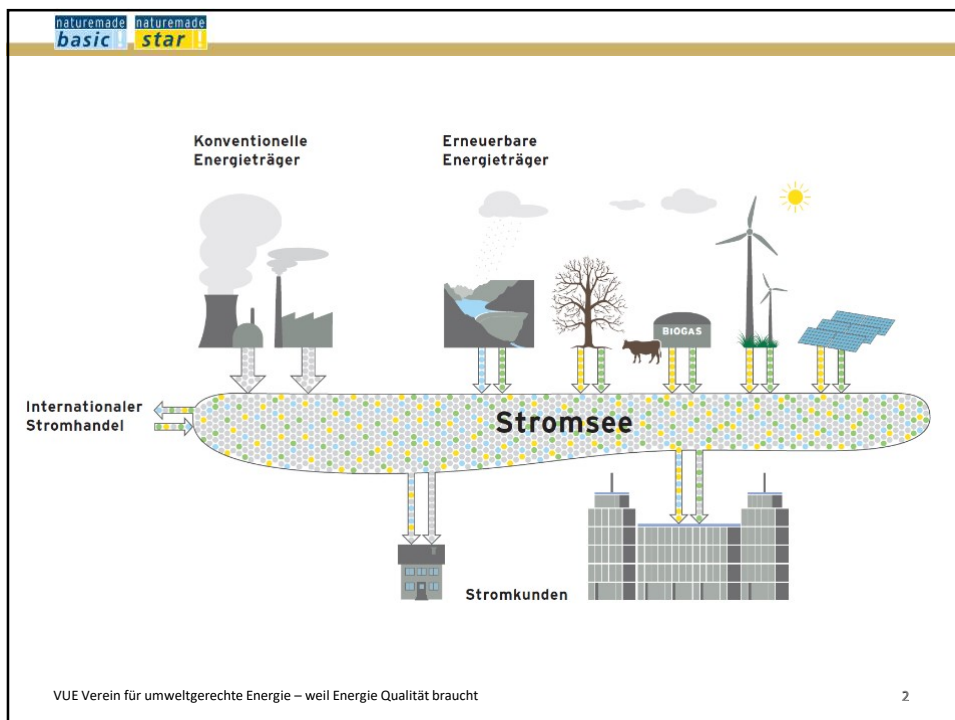 naturemade naturemade
basic! star!
Konventionelle
Energieträger
Erneuerbare
Energieträger
BIOGAS
Internationaler
Stromhandel
Stromsee
Stromkunden
VUE Verein für umweltgerechte Energie – weil Energie Qualität braucht
2